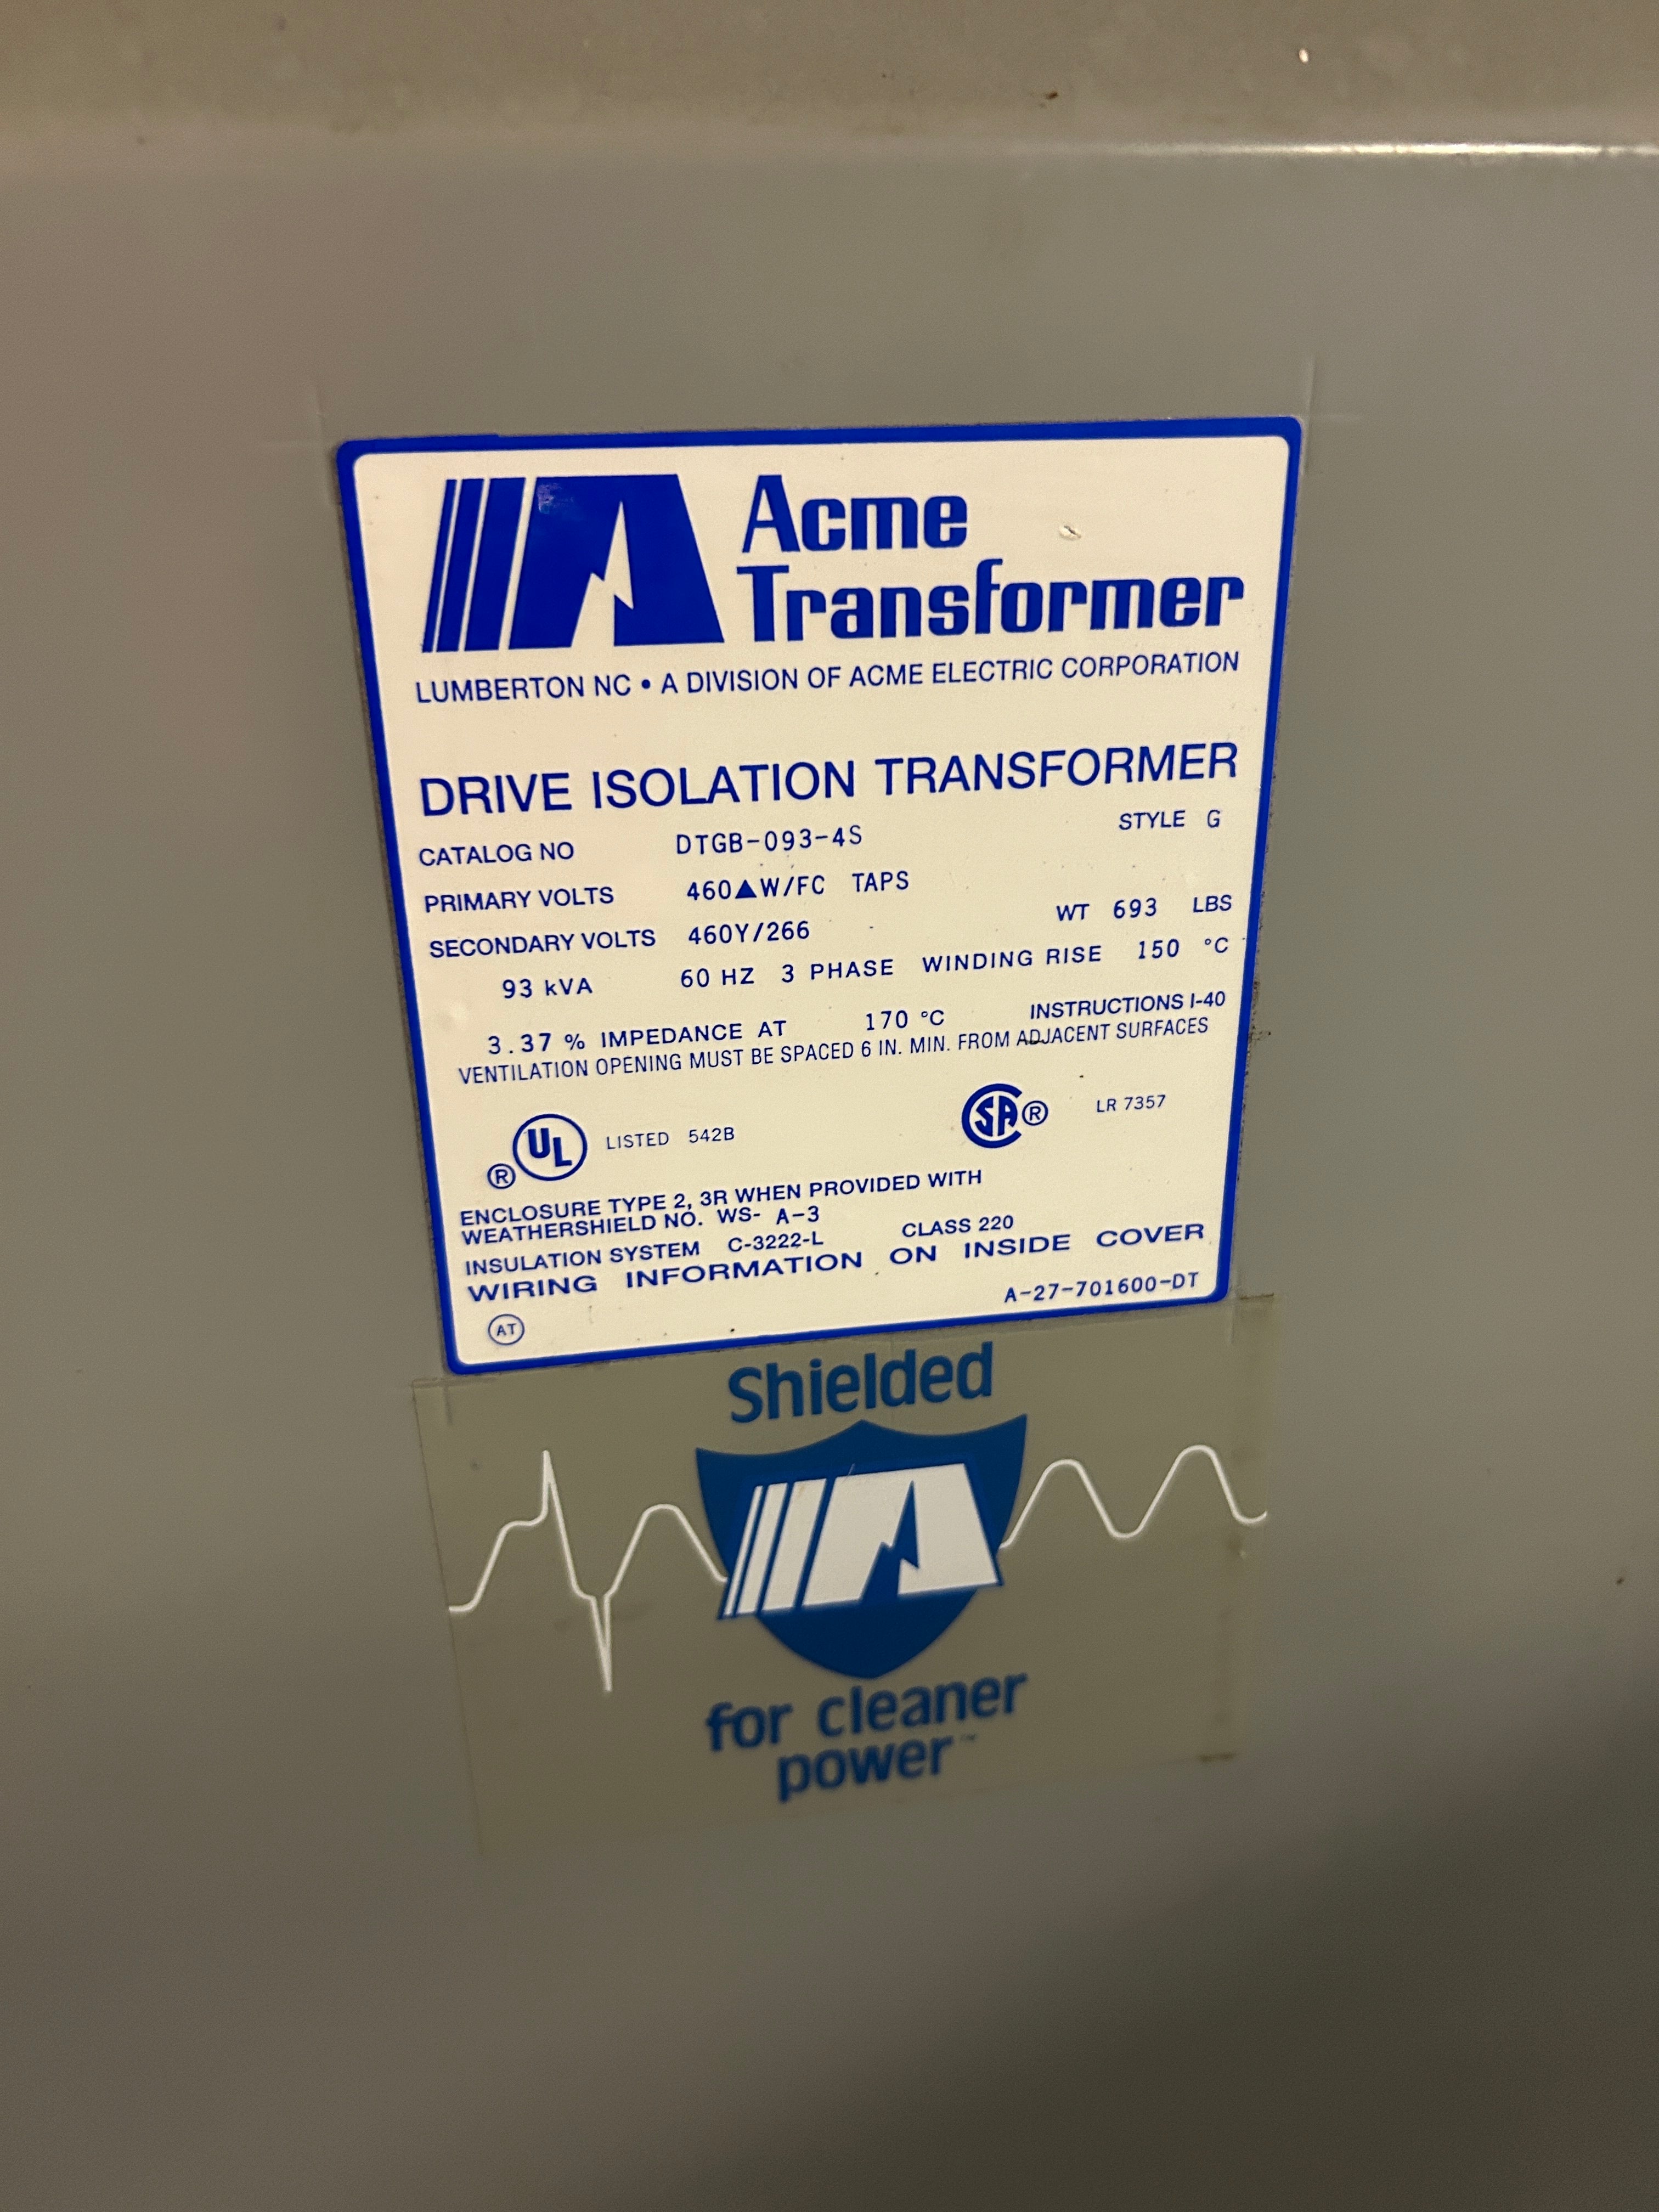 Acme
Transformer
LUMBERTON NC • A DIVISION OF ACME ELECTRIC CORPORATION
DRIVE ISOLATION TRANSFORMER
CATALOG NO DTGB-093-4S STYLE G
PRIMARY VOLTS 460▲W/FC TAPS
SECONDARY VOLTS 460Y/266 WT 693 LBS
93 kVA 60 HZ 3 PHASE WINDING RISE 150 °C
3.37 % IMPEDANCE AT 170 °C INSTRUCTIONS I-40
VENTILATION OPENING MUST BE SPACED 6 IN. MIN. FROM ADJACENT SURFACES
® UL LISTED 542B SA ® LR 7357
ENCLOSURE TYPE 2, 3R WHEN PROVIDED WITH
WEATHERSHIELD NO. WS- A-3
INSULATION SYSTEM C-3222-L CLASS 220
WIRING INFORMATION ON INSIDE COVER
AT A-27-701600-DT
Shielded
for cleaner
power™